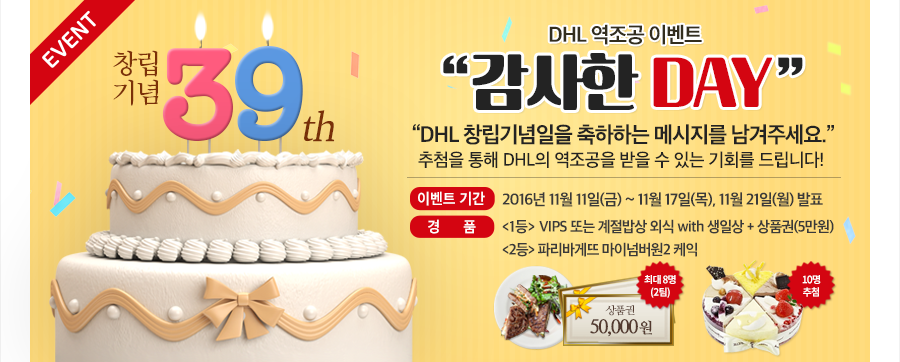 EVENT
창립
기념
39th
DHL 역조공 이벤트
“감사한 DAY”
“DHL 창립기념일을 축하하는 메시지를 남겨주세요.”
추첨을 통해 DHL의 역조공을 받을 수 있는 기회를 드립니다!
이벤트 기간 2016년 11월 11일(금) ~ 11월 17일(목), 11월 21일(월) 발표
경 품 <1등> VIPS 또는 계절밥상 외식 with 생일상 + 상품권(5만원)
<2등> 파리바게뜨 마이넘버원2 케익
최대 8명
(2팀)
상품권
50,000원
10명
추첨